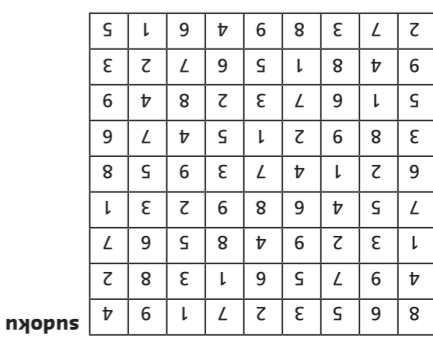 sudoku
8 6 5 3 2 7 1 9 4
4 9 7 5 6 1 3 8 2
1 3 2 9 4 8 5 6 7
7 5 4 6 8 9 2 3 1
6 2 1 4 7 3 9 5 8
3 8 9 2 1 5 4 7 6
5 1 6 7 3 2 8 4 9
9 4 8 1 5 6 7 2 3
2 7 3 8 9 4 6 1 5